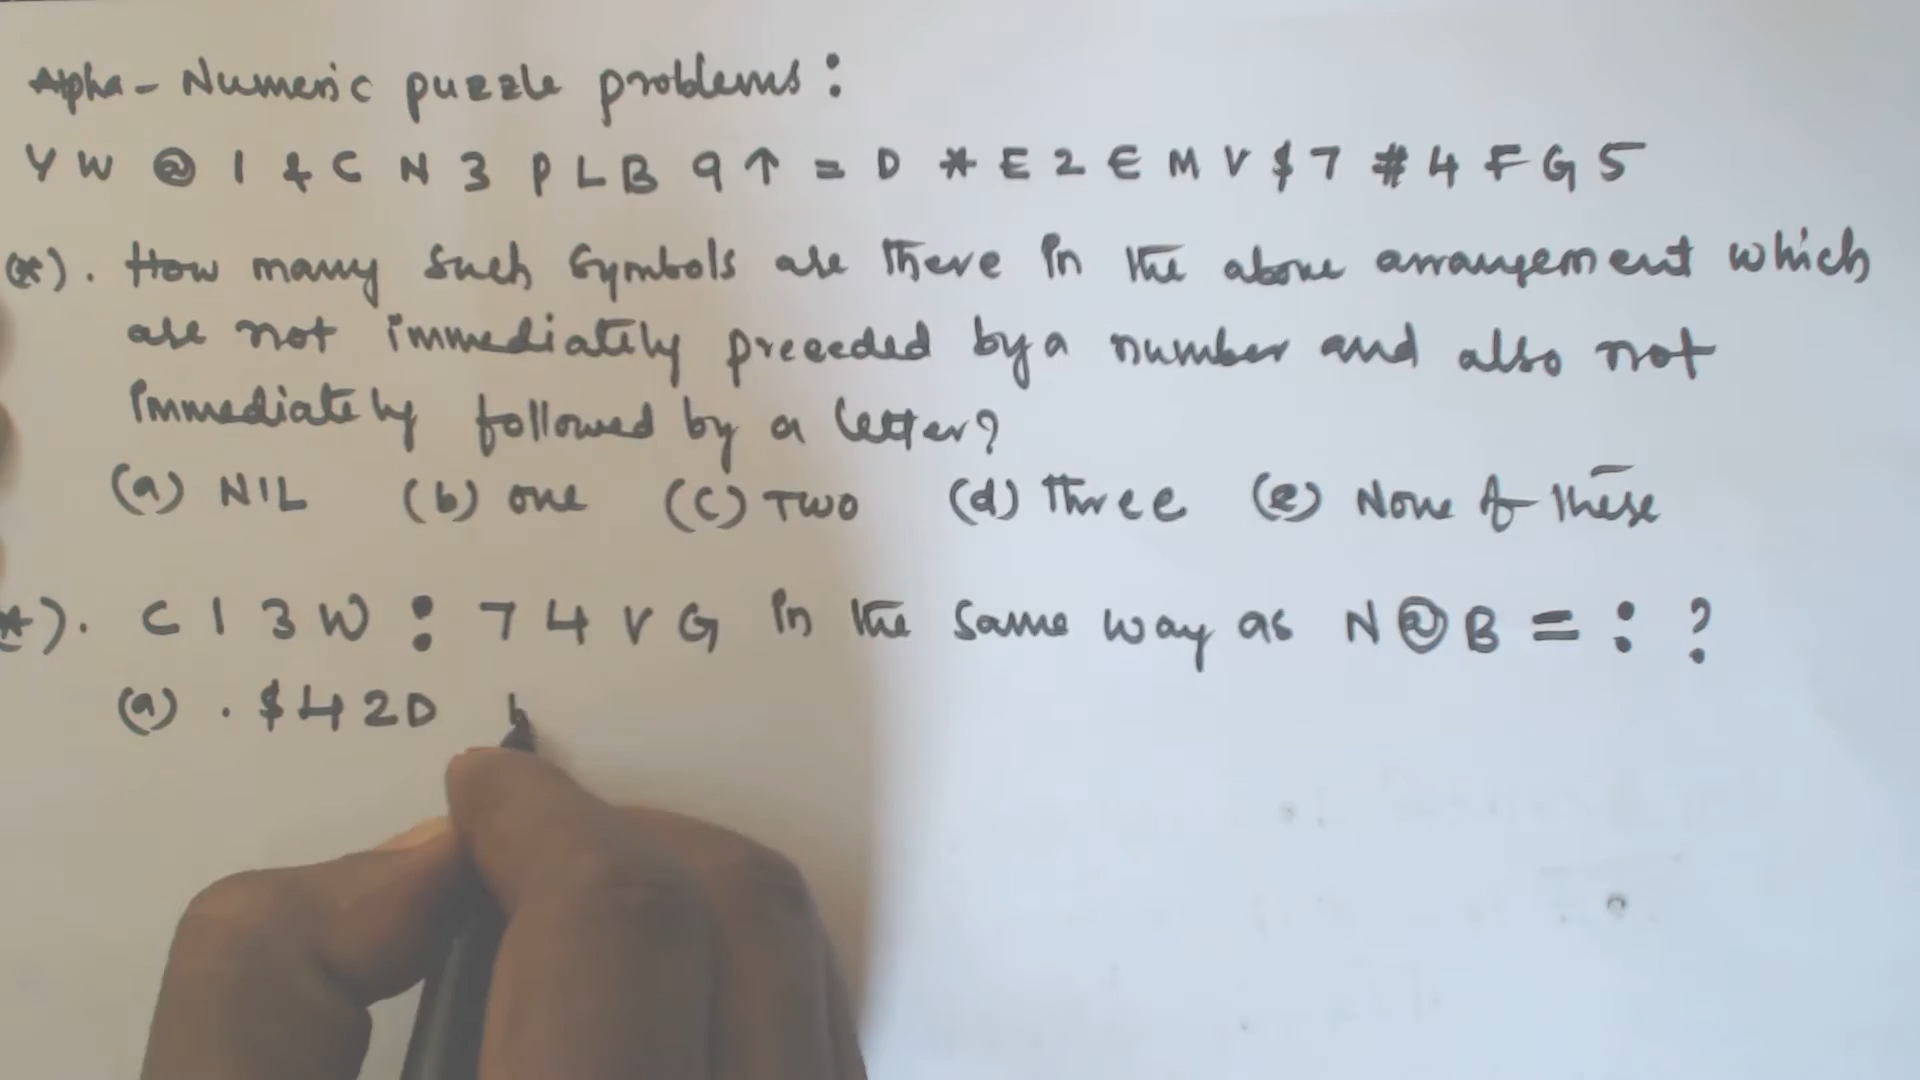 Alpha - Numeric puzzle problems:
Y W @ 1 & C N 3 P L B 9 ↑ = D * E 2 € M V $ 7 # 4 F G 5
(*). How many such symbols are there in the above arrangement which
are not immediately preceded by a number and also not
immediately followed by a letter?
(a) NIL (b) one (c) TWO (d) three (e) None of these
*). C 1 3 W : 7 4 V G in the same way as N @ B = : ?
(a) . $ 4 2 D